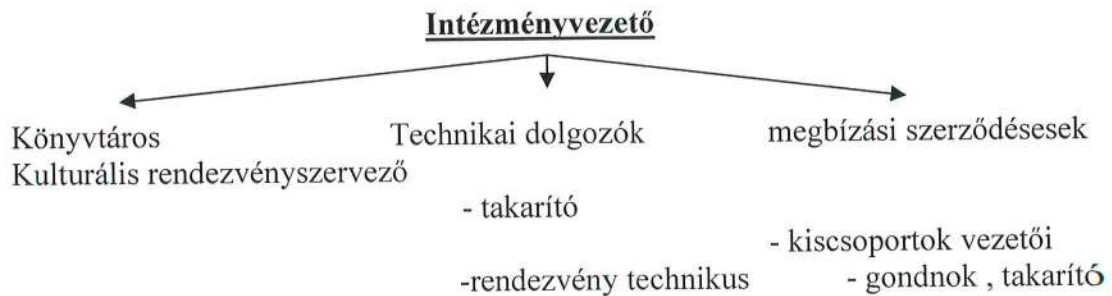 Intézményvezető
Könyvtáros
Kulturális rendezvényszervező
Technikai dolgozók
- takarító
-rendezvény technikus
megbízási szerződésesek
- kiscsoportok vezetői
- gondnok , takarító